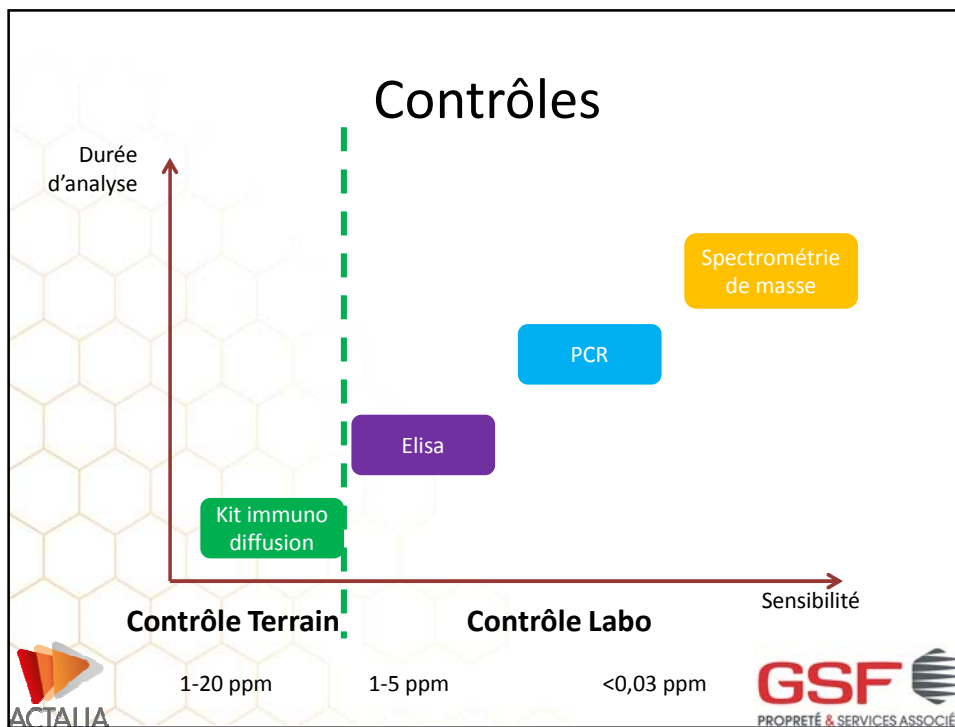 Contrôles
Durée
d'analyse
Spectrométrie
de masse
PCR
Elisa
Kit immuno
diffusion
Sensibilité
Contrôle Terrain
Contrôle Labo
1-20 ppm
1-5 ppm
<0,03 ppm
ACTALIA
GSF
PROPRETÉ & SERVICES ASSOCIÉ